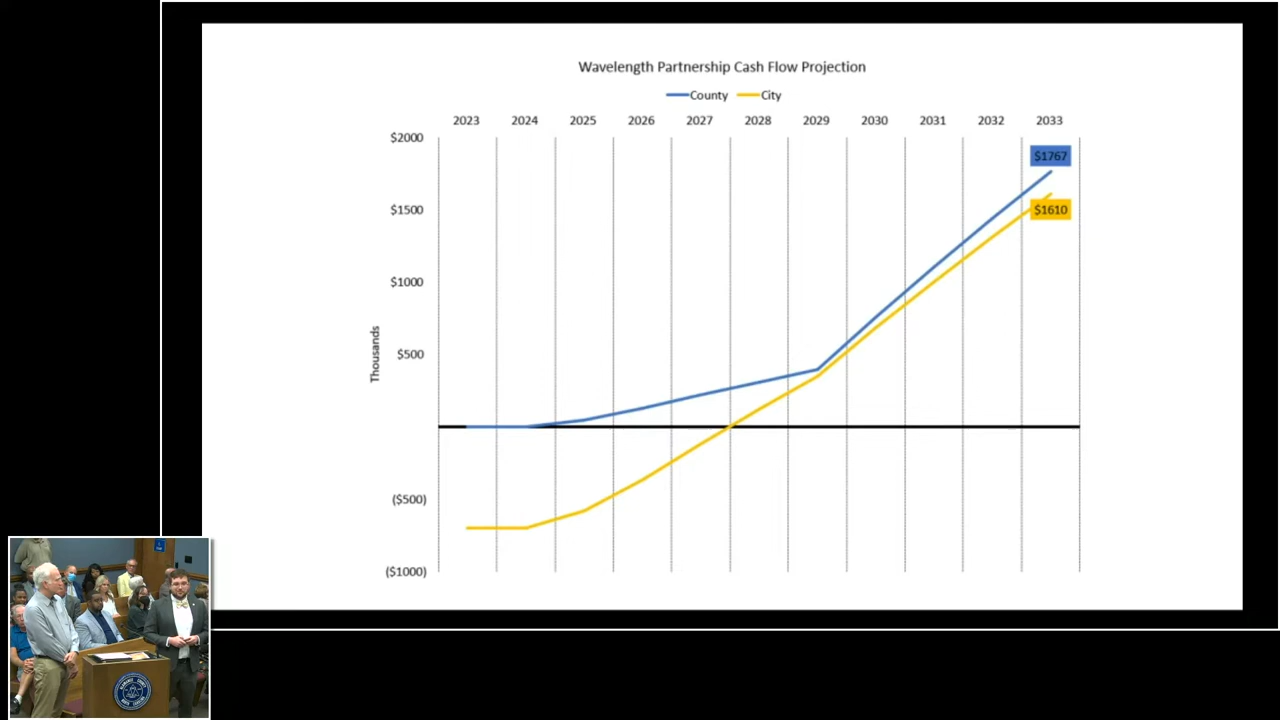 Wavelength Partnership Cash Flow Projection
County City
2023 2024 2025 2026 2027 2028 2029 2030 2031 2032 2033
$2000
$1767
$1500
$1610
$1000
Thousands
$500
($500)
($1000)